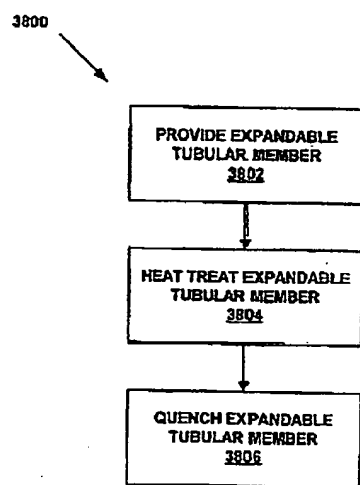 3800
PROVIDE EXPANDABLE
TUBULAR MEMBER
3802
HEAT TREAT EXPANDABLE
TUBULAR MEMBER
3804
QUENCH EXPANDABLE
TUBULAR MEMBER
3806